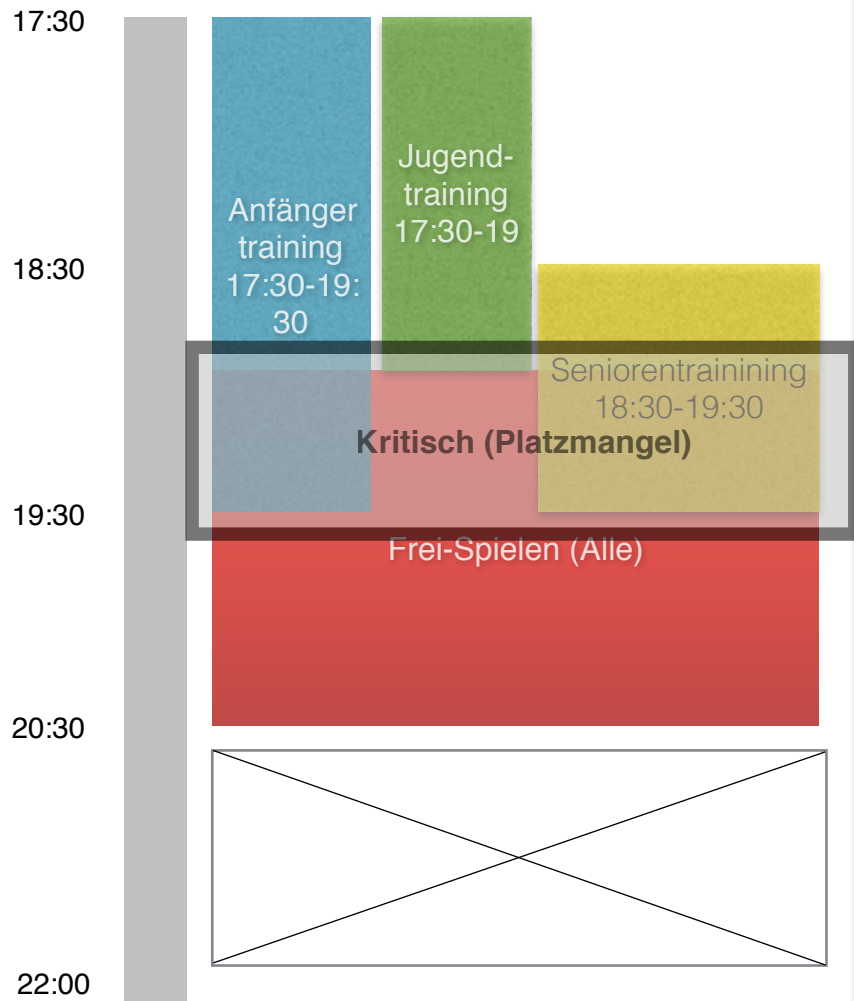 17:30
Jugend-
training
17:30-19
Anfänger
training
17:30-19:
30
18:30
Seniorentrainining
18:30-19:30
Kritisch (Platzmangel)
19:30
Frei-Spielen (Alle)
20:30
22:00